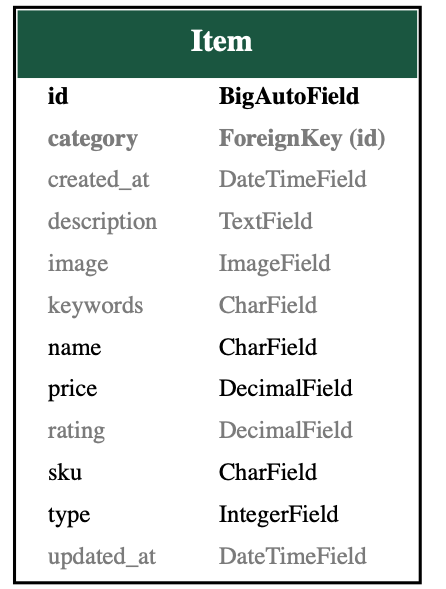 Item
id BigAutoField
category ForeignKey (id)
created_at DateTimeField
description TextField
image ImageField
keywords CharField
name CharField
price DecimalField
rating DecimalField
sku CharField
type IntegerField
updated_at DateTimeField